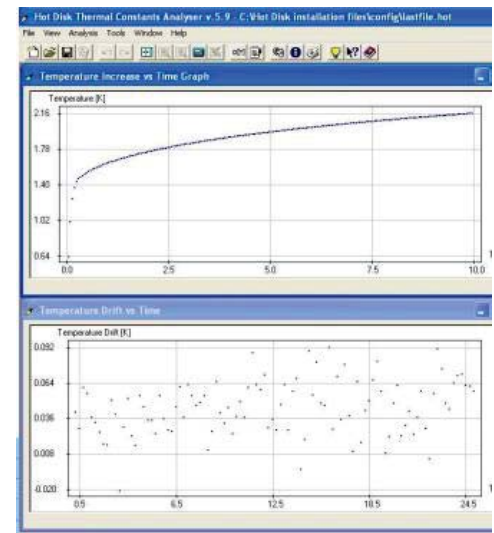 Hot Disk Thermal Constants Analyser v.5.9 - C:\Hot Disk installation files\config\lastfile.hot
File View Analysis Tools Window Help
Temperature Increase vs Time Graph
Temperature [K]
2.16
1.78
1.40
1.02
0.64
0.0 2.5 5.0 7.5 10.0
Temperature Drift vs Time
Temperature Drift [K]
0.092
0.064
0.036
0.008
-0.020
0.5 6.5 12.5 18.5 24.5